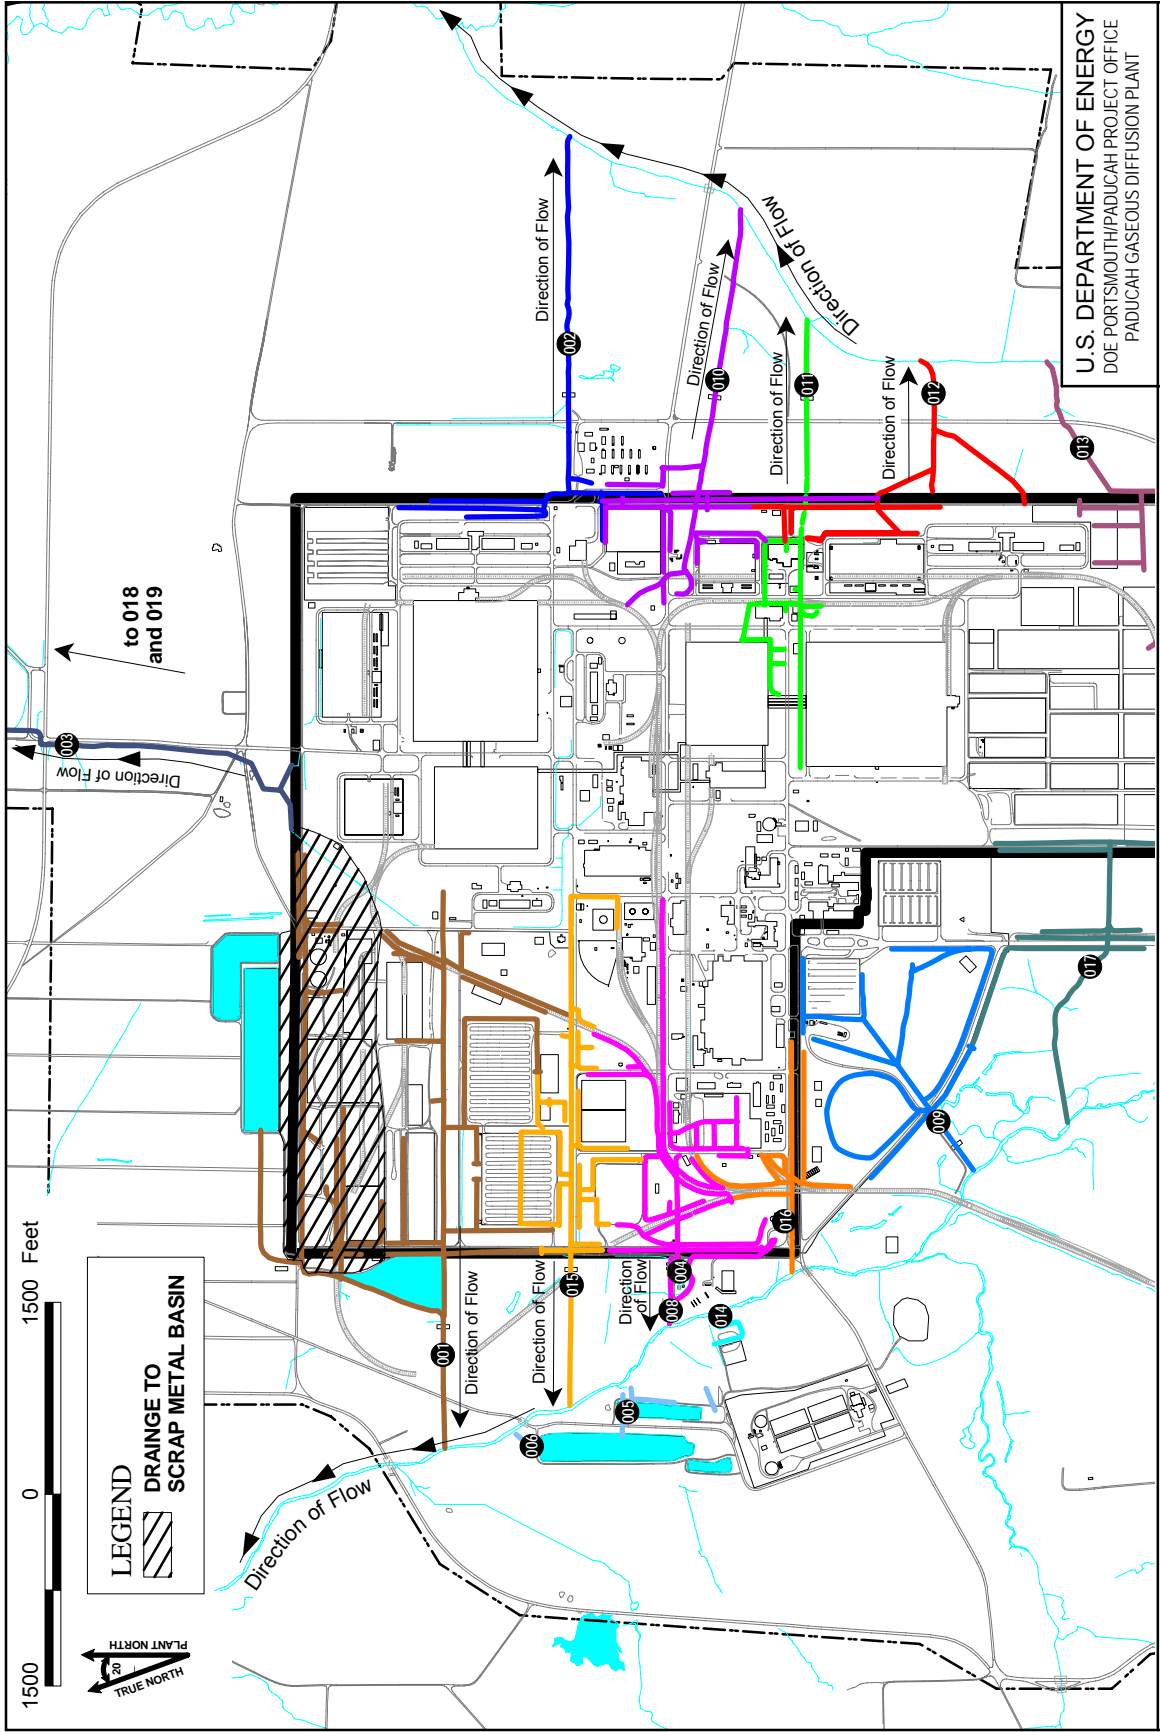 1500 0 1500 Feet
PLANT NORTH
20
TRUE NORTH
LEGEND
DRAINGE TO
SCRAP METAL BASIN
to 018
and 019
003
Direction of Flow
Direction of Flow
001
Direction of Flow
002
Direction of Flow
015
Direction of Flow
006
005
Direction
of Flow
008
004
014
016
010
Direction of Flow
011
Direction of Flow
Direction of Flow
012
Direction of Flow
009
013
017
U.S. DEPARTMENT OF ENERGY
DOE PORTSMOUTH/PADUCAH PROJECT OFFICE
PADUCAH GASEOUS DIFFUSION PLANT